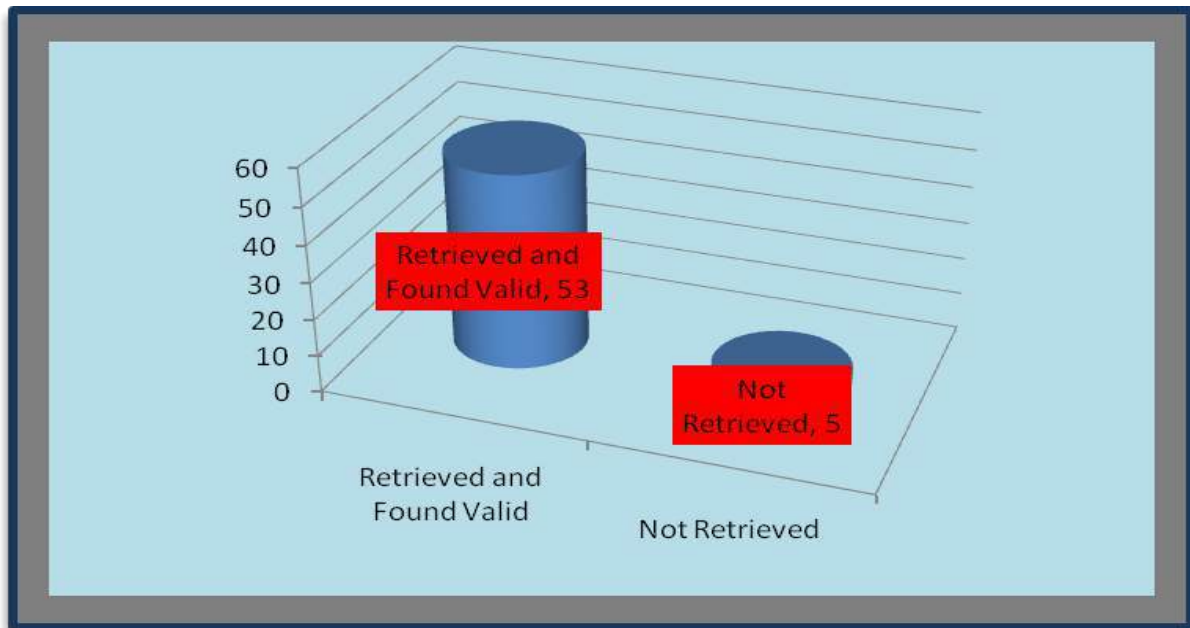 60
50
40
30
20
10
0
Retrieved and
Found Valid, 53
Not
Retrieved, 5
Retrieved and
Found Valid
Not Retrieved